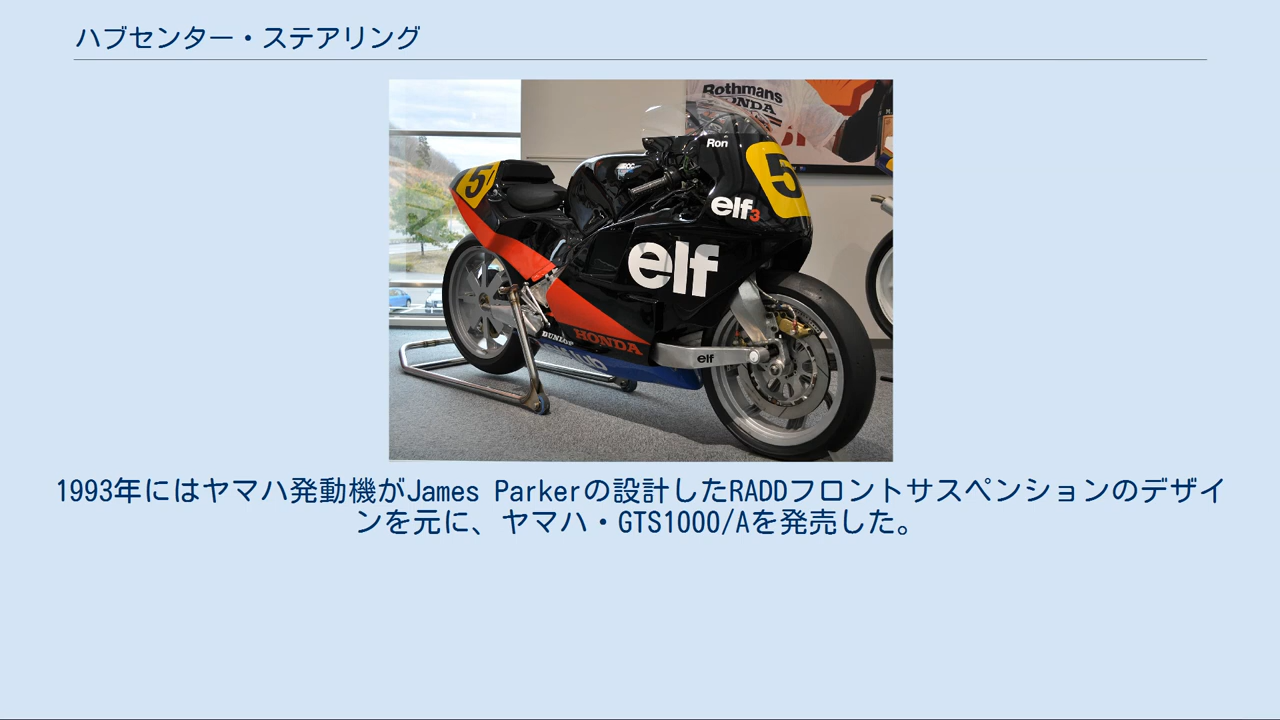 ハブセンター・ステアリング
Rothmans
HONDA
Ron
5
elf3
elf
DUNLOP
HONDA
elf
1993年にはヤマハ発動機がJames Parkerの設計したRADDフロントサスペンションのデザイ
ンを元に、ヤマハ・GTS1000/Aを発売した。